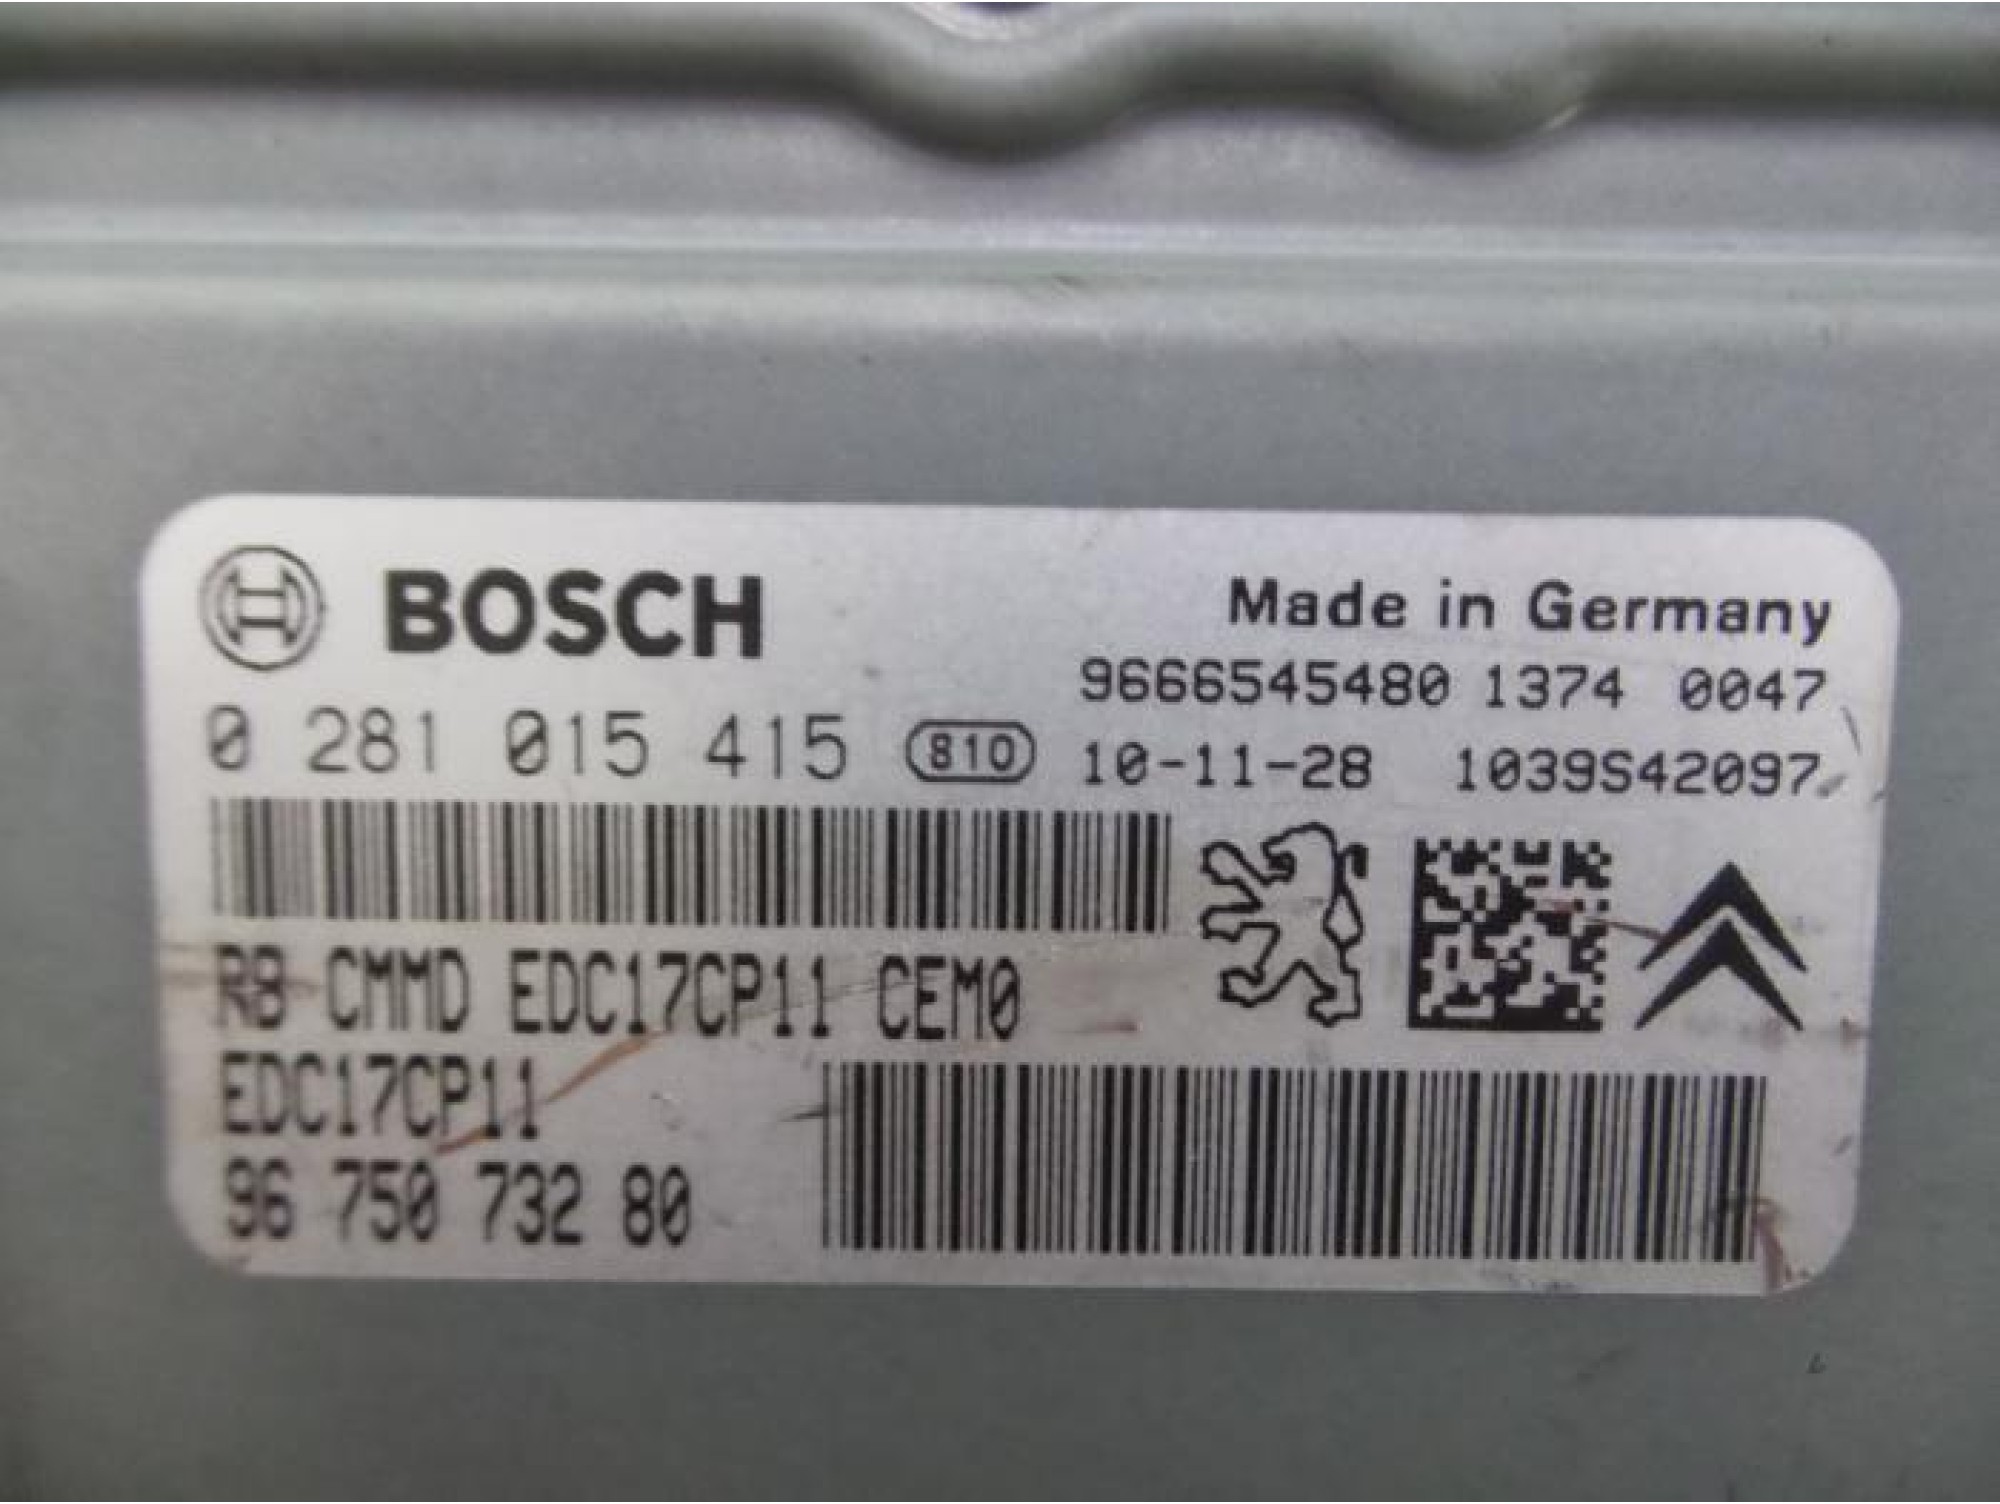 BOSCH
Made in Germany
9666545480 1374 0047
0 281 015 415 810 10-11-28 1039S42097
RB CMMD EDC17CP11 CEM0
EDC17CP11
96 750 732 80